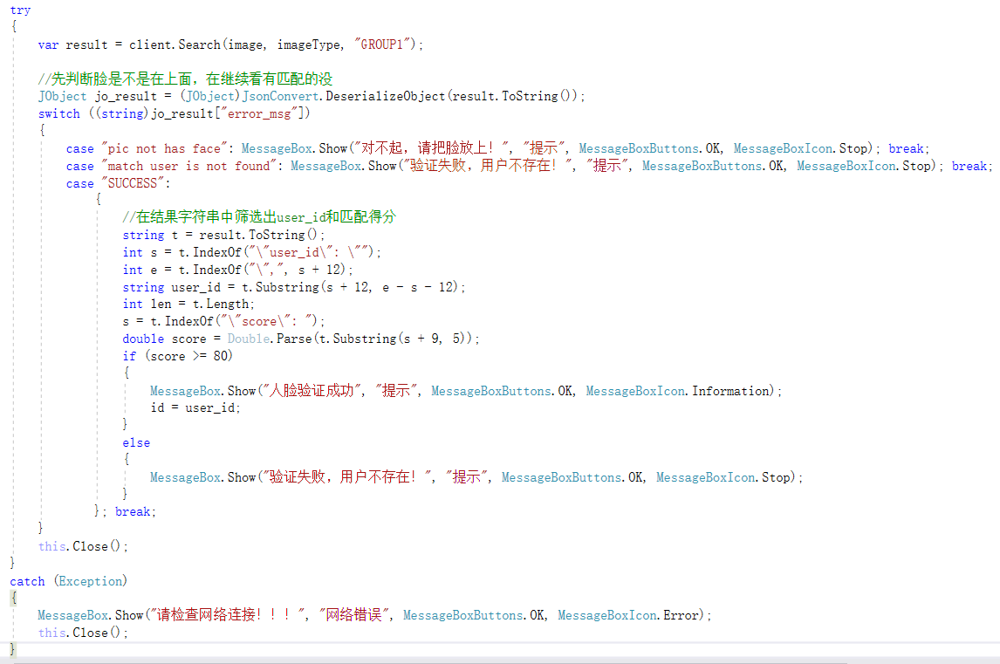 try
{
var result = client.Search(image, imageType, "GROUP1");
//先判断脸是不是在上面，在继续看有匹配的没
JObject jo_result = (JObject)JsonConvert.DeserializeObject(result.ToString());
switch ((string)jo_result["error_msg"])
{
case "pic not has face": MessageBox.Show("对不起，请把脸放上！", "提示", MessageBoxButtons.OK, MessageBoxIcon.Stop); break;
case "match user is not found": MessageBox.Show("验证失败，用户不存在！", "提示", MessageBoxButtons.OK, MessageBoxIcon.Stop); break;
case "SUCCESS":
{
//在结果字符串中筛选出user_id和匹配得分
string t = result.ToString();
int s = t.IndexOf("\"user_id\": \"");
int e = t.IndexOf("\",", s + 12);
string user_id = t.Substring(s + 12, e - s - 12);
int len = t.Length;
s = t.IndexOf("\"score\": ");
double score = Double.Parse(t.Substring(s + 9, 5));
if (score >= 80)
{
MessageBox.Show("人脸验证成功", "提示", MessageBoxButtons.OK, MessageBoxIcon.Information);
id = user_id;
}
else
{
MessageBox.Show("验证失败，用户不存在！", "提示", MessageBoxButtons.OK, MessageBoxIcon.Stop);
}
}; break;
}
this.Close();
}
catch (Exception)
{
MessageBox.Show("请检查网络连接！！！", "网络错误", MessageBoxButtons.OK, MessageBoxIcon.Error);
this.Close();
}